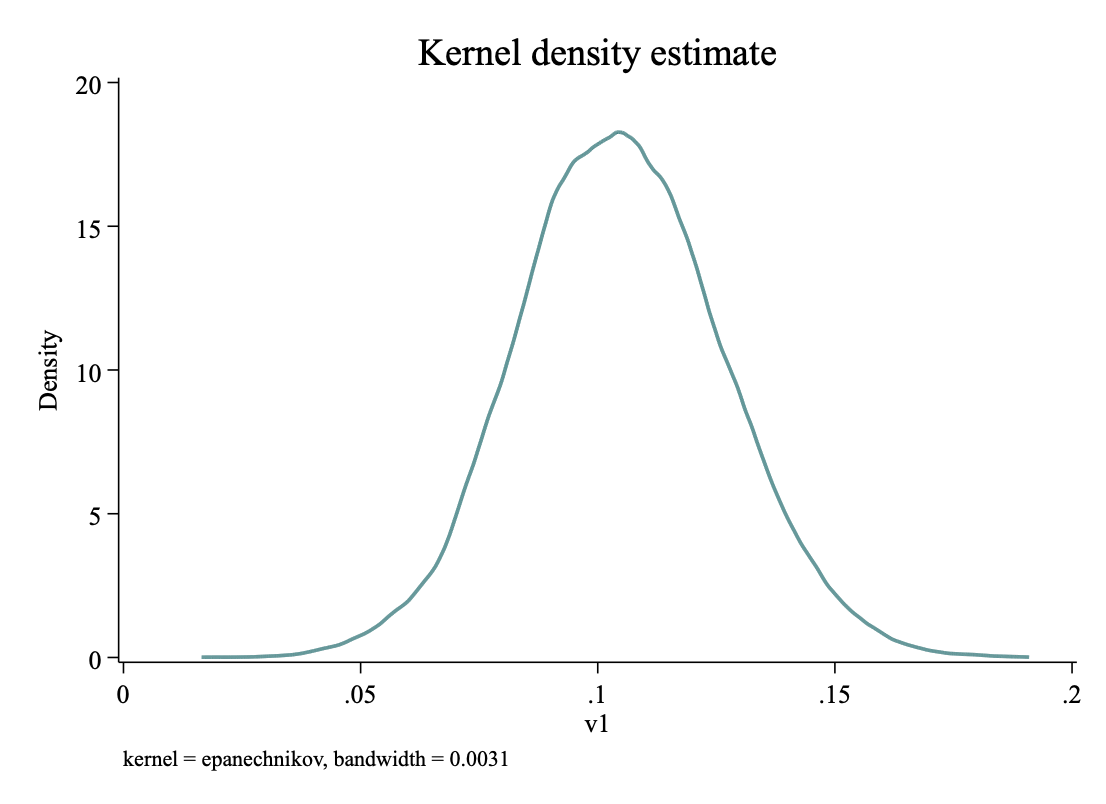 Kernel density estimate
20
15
10
5
0
Density
0 .05 .1 .15 .2
v1
kernel = epanechnikov, bandwidth = 0.0031